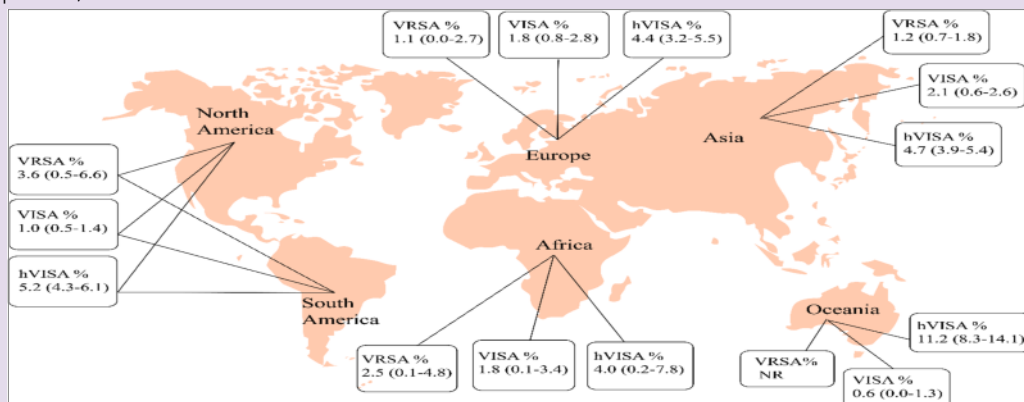 VRSA %
1.1 (0.0-2.7)
VISA %
1.8 (0.8-2.8)
hVISA %
4.4 (3.2-5.5)
VRSA %
1.2 (0.7-1.8)
VISA %
2.1 (0.6-2.6)
hVISA %
4.7 (3.9-5.4)
North
America
Europe
Asia
VRSA %
3.6 (0.5-6.6)
VISA %
1.0 (0.5-1.4)
hVISA %
5.2 (4.3-6.1)
Africa
South
America
Oceania
VRSA %
2.5 (0.1-4.8)
VISA %
1.8 (0.1-3.4)
hVISA %
4.0 (0.2-7.8)
hVISA %
11.2 (8.3-14.1)
VRSA%
NR
VISA %
0.6 (0.0-1.3)